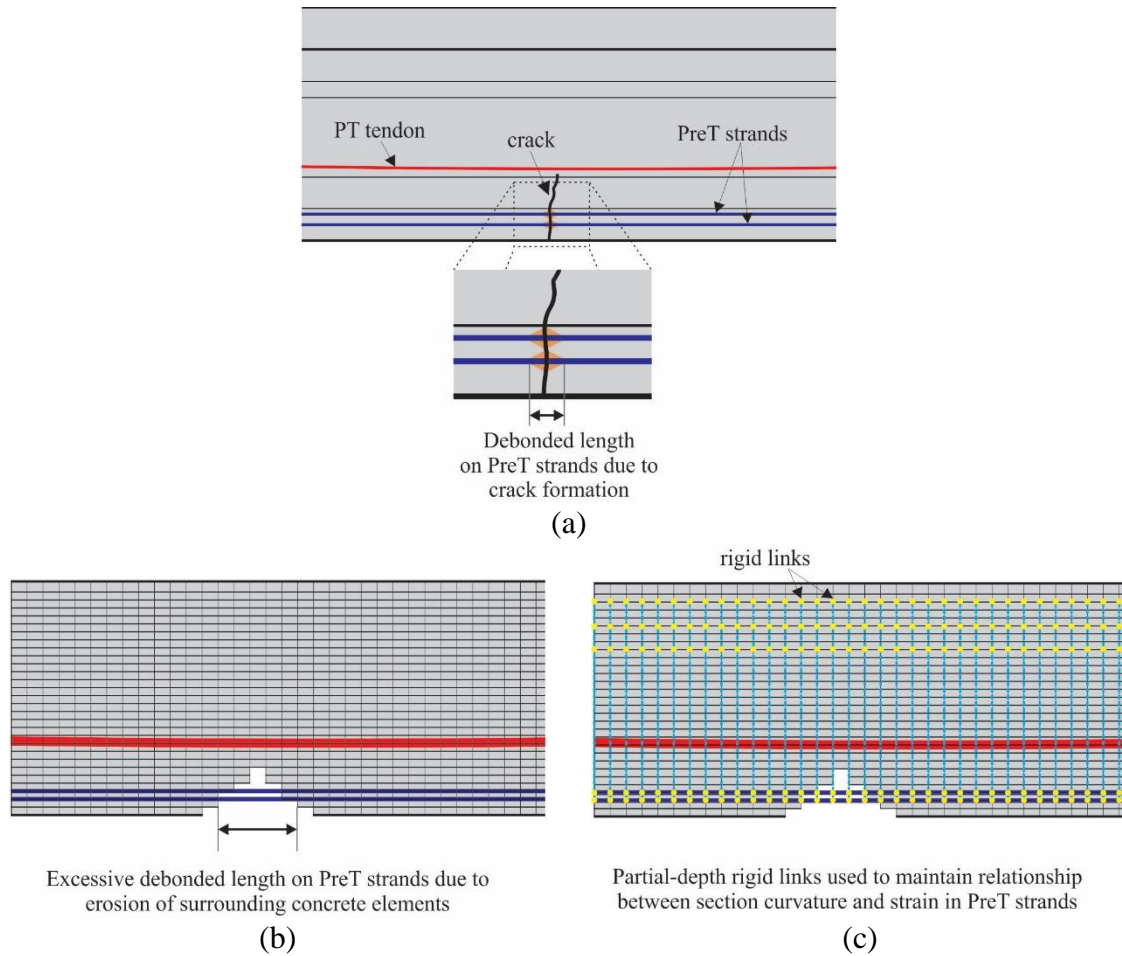 PT tendon
crack
PreT strands
Debonded length
on PreT strands due to
crack formation
(a)
rigid links
Excessive debonded length on PreT strands due to
erosion of surrounding concrete elements
(b)
Partial-depth rigid links used to maintain relationship
between section curvature and strain in PreT strands
(c)